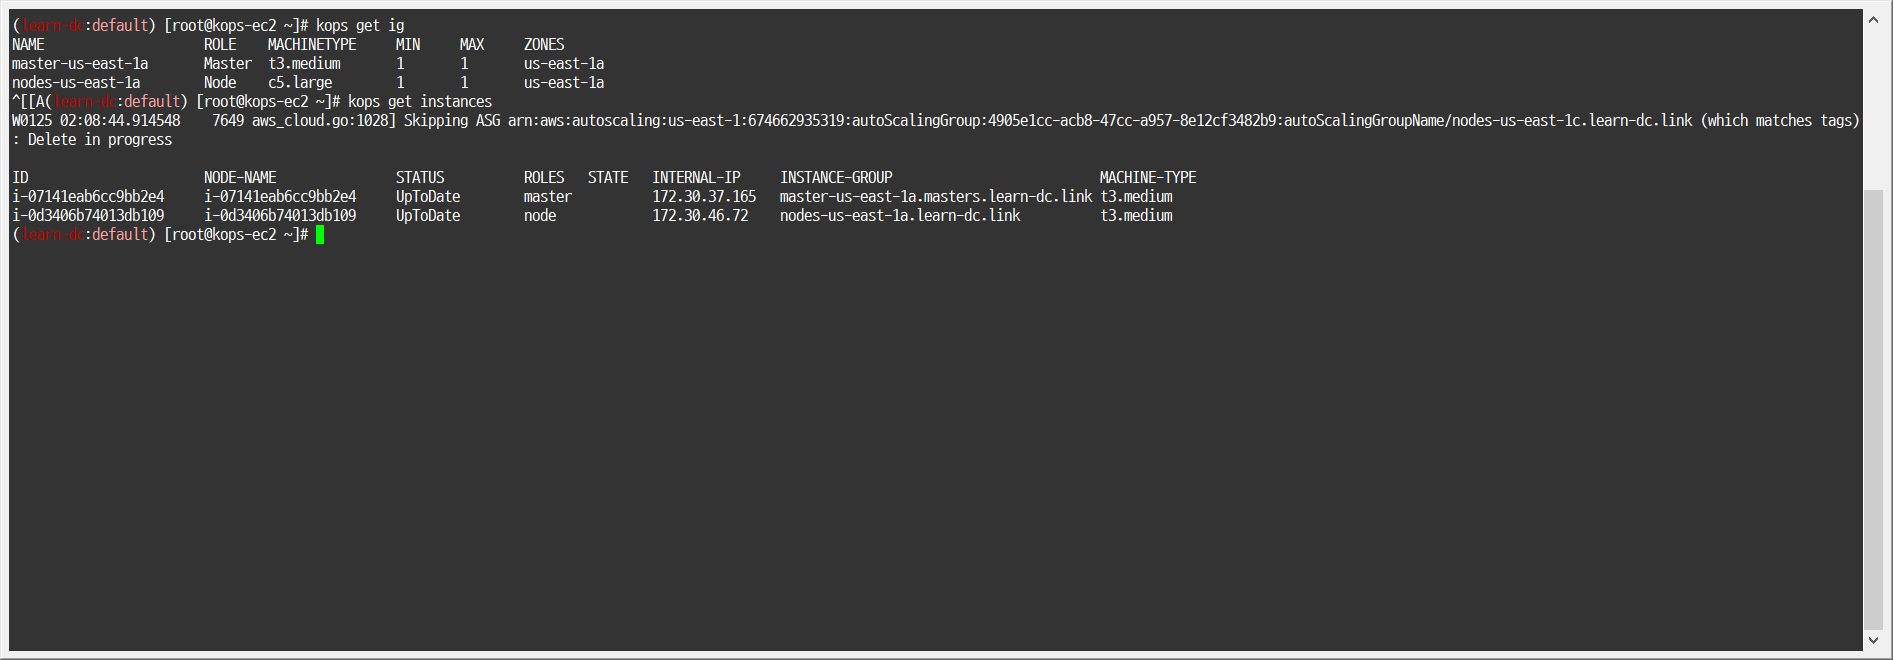 (learn-dc:default) [root@kops-ec2 ~]# kops get ig
NAME                    ROLE    MACHINETYPE     MIN     MAX     ZONES
master-us-east-1a       Master  t3.medium       1       1       us-east-1a
nodes-us-east-1a        Node    c5.large        1       1       us-east-1a
^[[A(learn-dc:default) [root@kops-ec2 ~]# kops get instances
W0125 02:08:44.914548    7649 aws_cloud.go:1028] Skipping ASG arn:aws:autoscaling:us-east-1:674662935319:autoScalingGroup:4905e1cc-acb8-47cc-a957-8e12cf3482b9:autoScalingGroupName/nodes-us-east-1c.learn-dc.link (which matches tags)
: Delete in progress
ID                      NODE-NAME               STATUS          ROLES   STATE   INTERNAL-IP     INSTANCE-GROUP                          MACHINE-TYPE
i-07141eab6cc9bb2e4     i-07141eab6cc9bb2e4     UpToDate        master          172.30.37.165   master-us-east-1a.masters.learn-dc.link t3.medium
i-0d3406b74013db109     i-0d3406b74013db109     UpToDate        node            172.30.46.72    nodes-us-east-1a.learn-dc.link          t3.medium
(learn-dc:default) [root@kops-ec2 ~]#